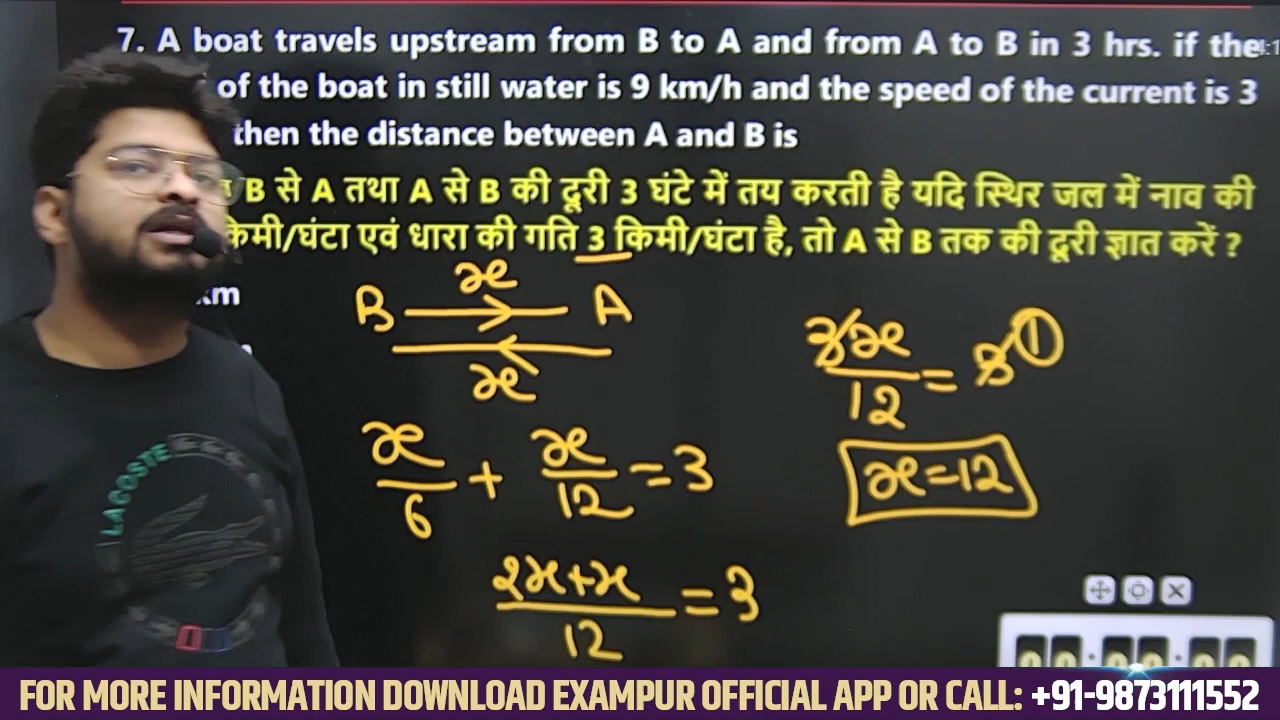 7. A boat travels upstream from B to A and from A to B in 3 hrs. if the
of the boat in still water is 9 km/h and the speed of the current is 3
then the distance between A and B is
B से A तथा A से B की दूरी 3 घंटे में तय करती है यदि स्थिर जल में नाव की
किमी/घंटा एवं धारा की गति 3 किमी/घंटा है, तो A से B तक की दूरी ज्ञात करें ?
km
B x A
x
x/6 + x/12 = 3
2x+x/12 = 3
3x/12 = 3 1
x=12
LACOSTE
FOR MORE INFORMATION DOWNLOAD EXAMPUR OFFICIAL APP OR CALL: +91-9873111552